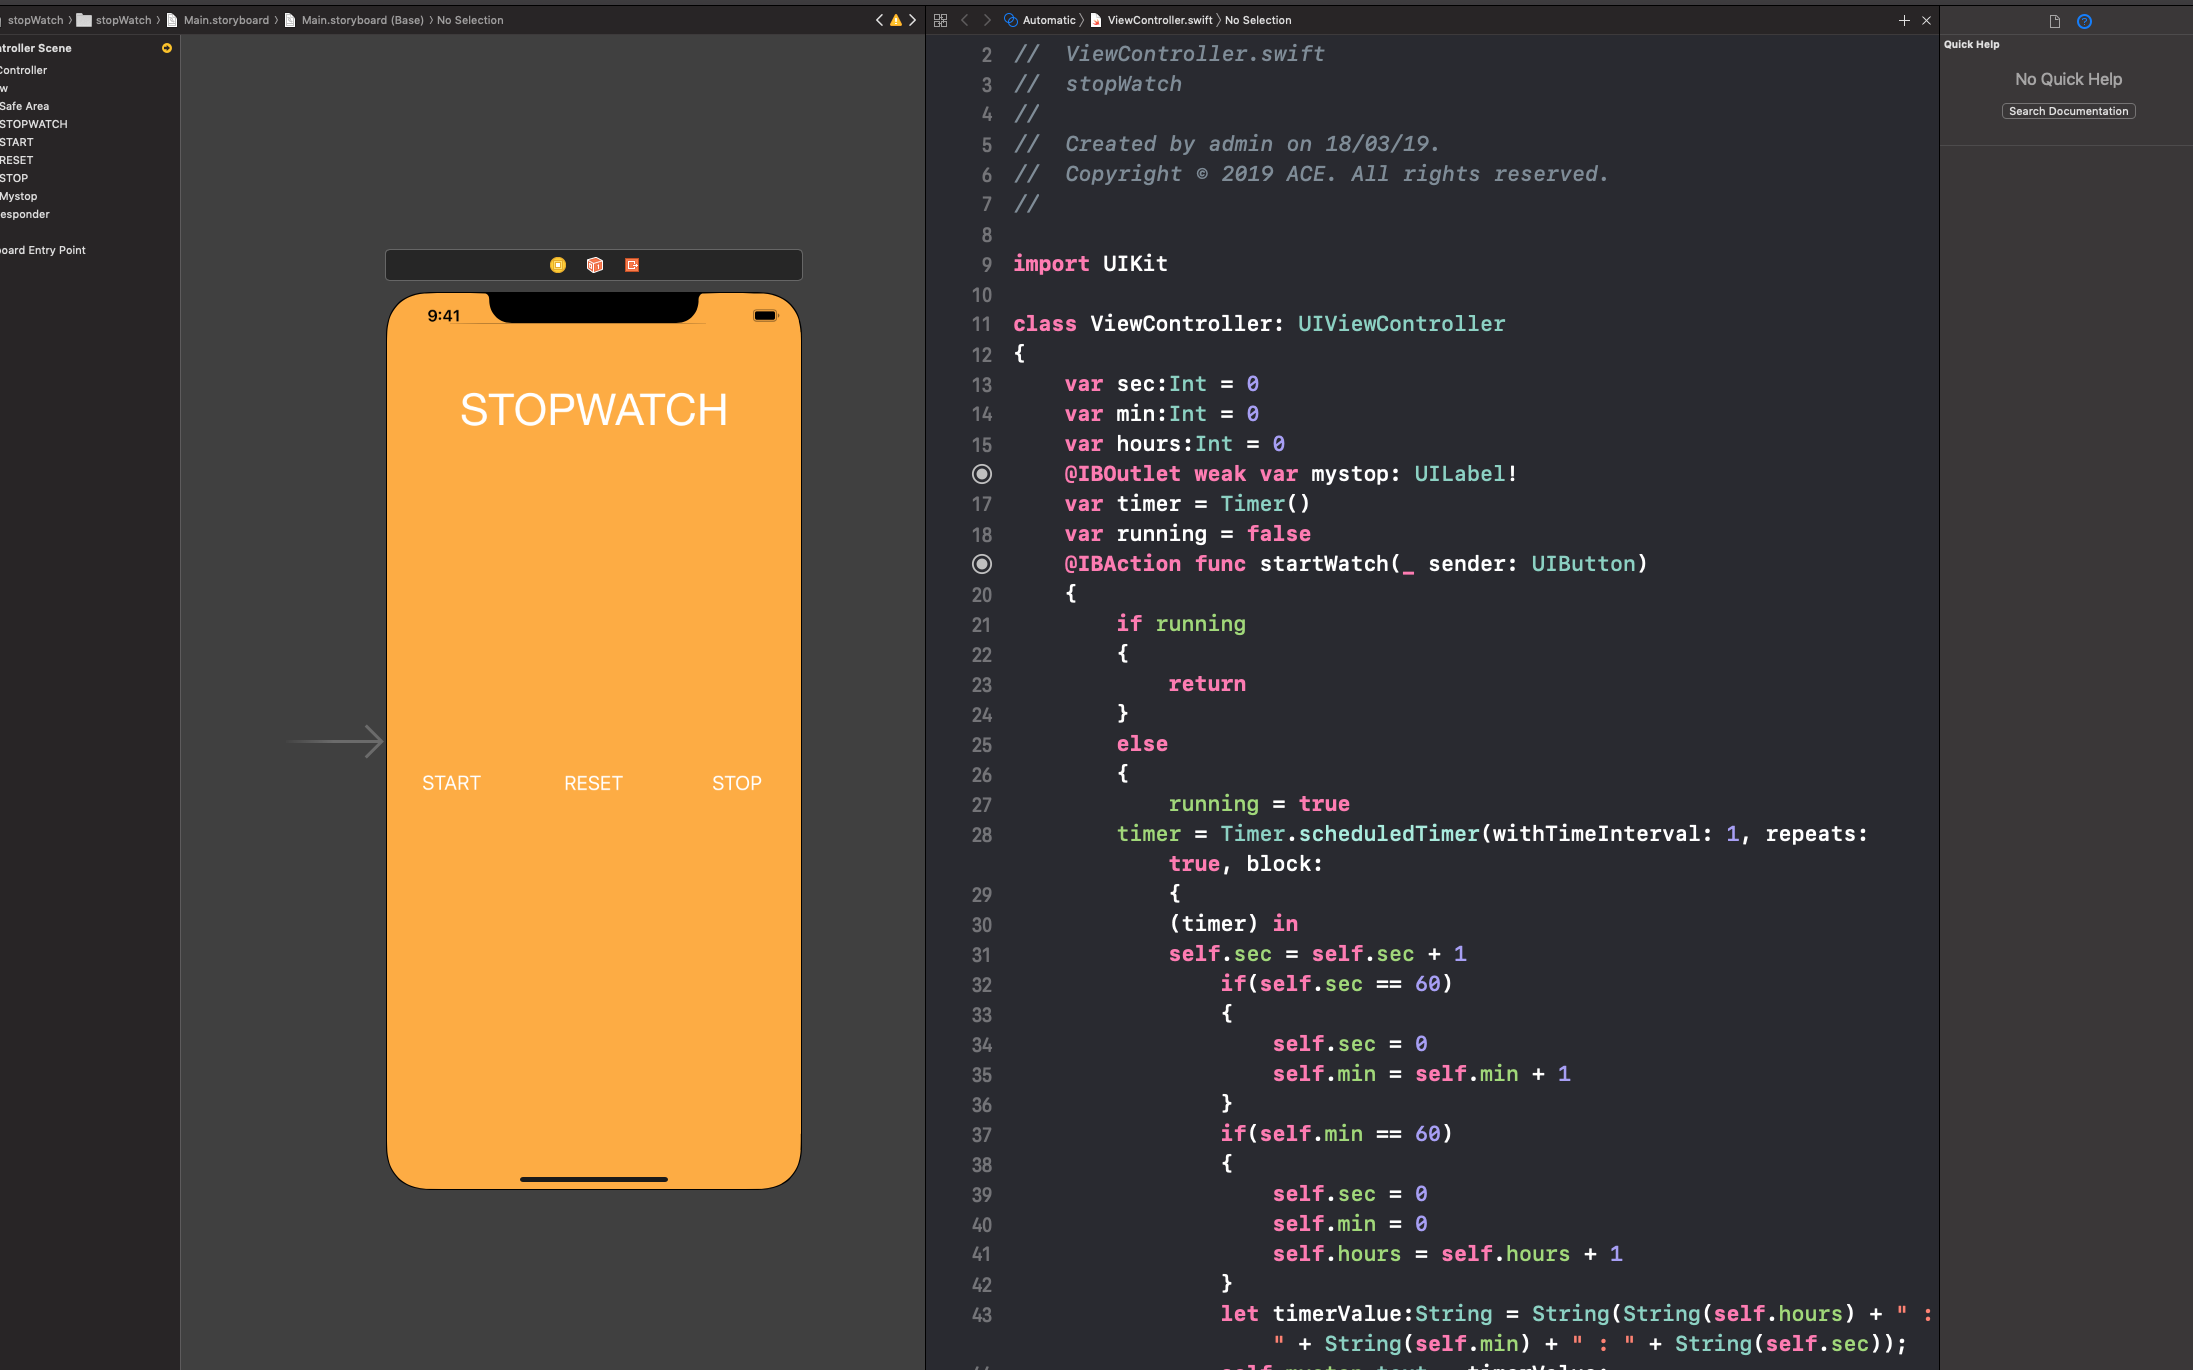 stopWatch › stopWatch › Main.storyboard › Main.storyboard (Base) › No Selection
ntroller Scene
Controller
w
Safe Area
STOPWATCH
START
RESET
STOP
Mystop
esponder
oard Entry Point
9:41
STOPWATCH
START RESET STOP
Automatic › ViewController.swift › No Selection
2 //  ViewController.swift
3 //  stopWatch
4 //
5 //  Created by admin on 18/03/19.
6 //  Copyright © 2019 ACE. All rights reserved.
7 //
8
9 import UIKit
10
11 class ViewController: UIViewController
12 {
13     var sec:Int = 0
14     var min:Int = 0
15     var hours:Int = 0
@IBOutlet weak var mystop: UILabel!
17     var timer = Timer()
18     var running = false
@IBAction func startWatch(_ sender: UIButton)
20     {
21         if running
22         {
23             return
24         }
25         else
26         {
27             running = true
28         timer = Timer.scheduledTimer(withTimeInterval: 1, repeats:
true, block:
29             {
30             (timer) in
31             self.sec = self.sec + 1
32                 if(self.sec == 60)
33                 {
34                     self.sec = 0
35                     self.min = self.min + 1
36                 }
37                 if(self.min == 60)
38                 {
39                     self.sec = 0
40                     self.min = 0
41                     self.hours = self.hours + 1
42                 }
43                 let timerValue:String = String(String(self.hours) + " :
" + String(self.min) + " : " + String(self.sec));
Quick Help
No Quick Help
Search Documentation